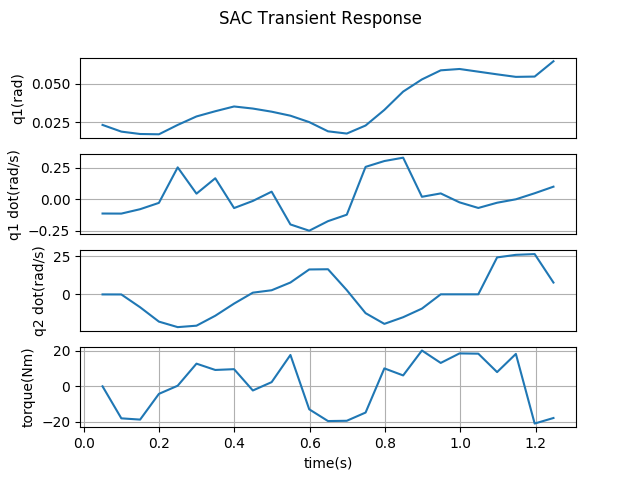 SAC Transient Response
q1(rad)
0.050
0.025
q1 dot(rad/s)
0.25
0.00
−0.25
q2 dot(rad/s)
25
0
torque(Nm)
20
0
−20
0.0 0.2 0.4 0.6 0.8 1.0 1.2
time(s)